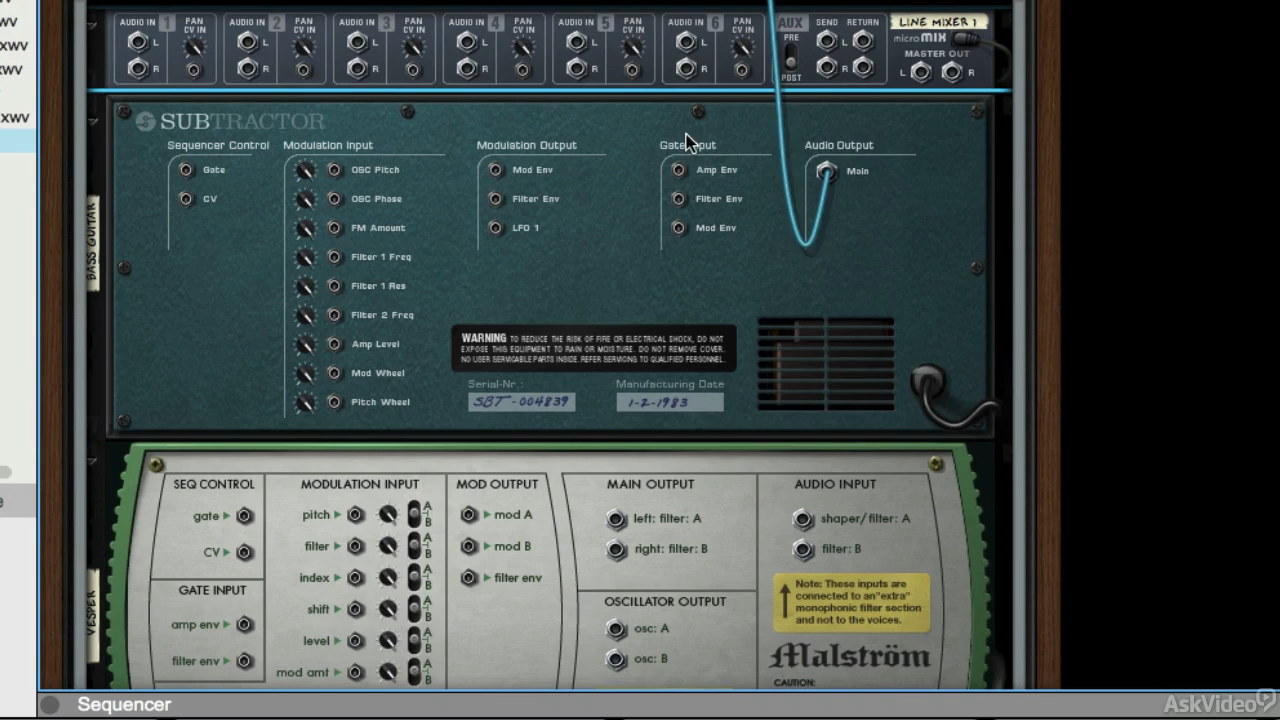 xwv
xwv
xwv
xwv
AUDIO IN 1 PAN CV IN
L
R
AUDIO IN 2 PAN CV IN
L
R
AUDIO IN 3 PAN CV IN
L
R
AUDIO IN 4 PAN CV IN
L
R
AUDIO IN 5 PAN CV IN
L
R
AUDIO IN 6 PAN CV IN
L
R
AUX SEND RETURN
PRE
L
R
POST
LINE MIXER 1
microMIX
MASTER OUT
L R
SUBTRACTOR
Sequencer Control
Gate
CV
Modulation Input
OSC Pitch
OSC Phase
FM Amount
Filter 1 Freq
Filter 1 Res
Filter 2 Freq
Amp Level
Mod Wheel
Pitch Wheel
Modulation Output
Mod Env
Filter Env
LFO 1
Gate Input
Amp Env
Filter Env
Mod Env
Audio Output
Main
BASS GUITAR
WARNING TO REDUCE THE RISK OF FIRE OR ELECTRICAL SHOCK, DO NOT
EXPOSE THIS EQUIPMENT TO RAIN OR MOISTURE. DO NOT REMOVE COVER.
NO USER SERVICABLE PARTS INSIDE. REFER SERVICING TO QUALIFIED PERSONNEL.
Serial-Nr.:
SBT-004839
Manufacturing Date
1-2-1983
VESPER
SEQ CONTROL
gate
CV
GATE INPUT
amp env
filter env
MODULATION INPUT
pitch A B
filter A B
index A B
shift A B
level A B
mod amt A B
MOD OUTPUT
mod A
mod B
filter env
MAIN OUTPUT
left: filter: A
right: filter: B
OSCILLATOR OUTPUT
osc: A
osc: B
AUDIO INPUT
shaper/filter: A
filter: B
Note: These inputs are
connected to an"extra"
monophonic filter section
and not to the voices.
Malström
CAUTION:
Sequencer
AskVideo